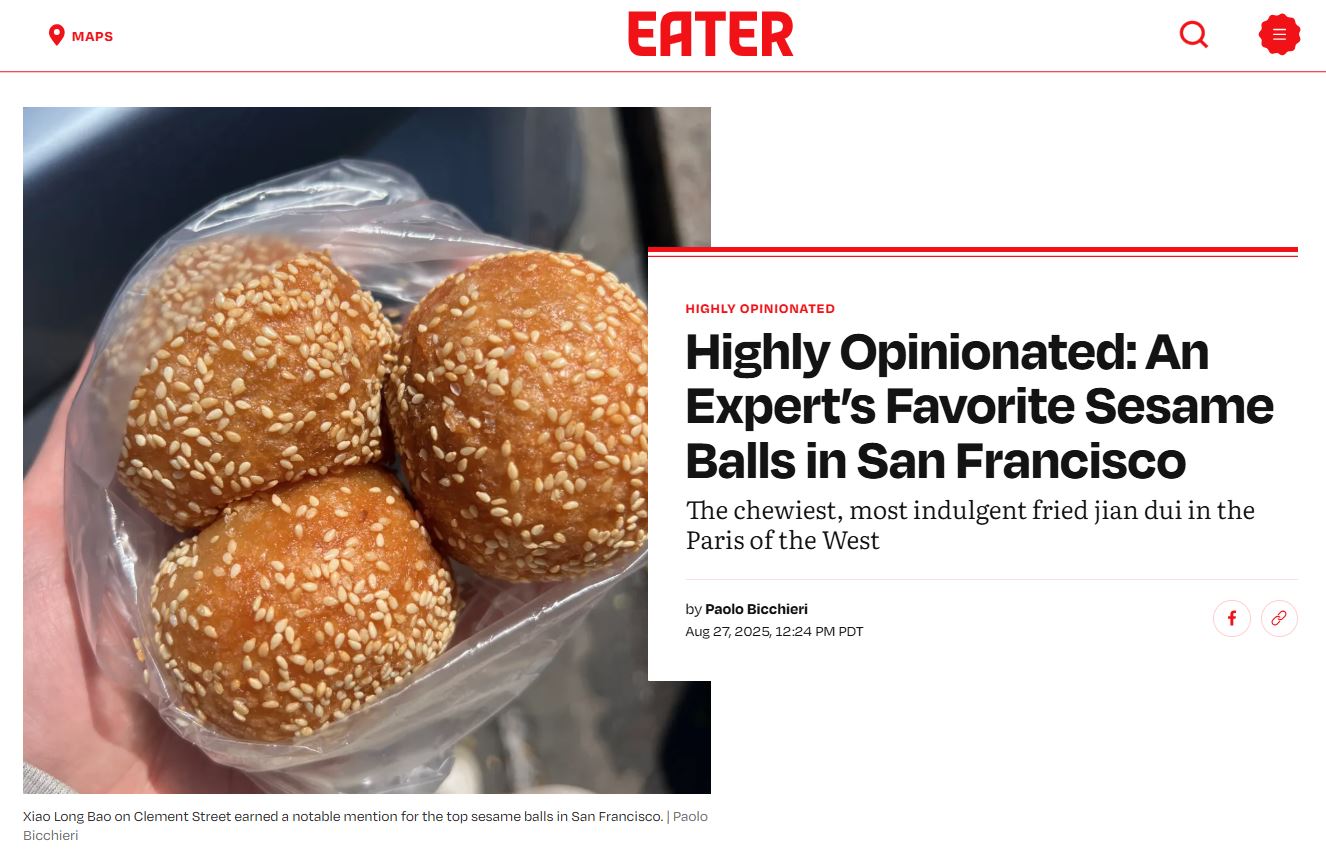 MAPS
EATER
HIGHLY OPINIONATED
Highly Opinionated: An
Expert’s Favorite Sesame
Balls in San Francisco
The chewiest, most indulgent fried jian dui in the
Paris of the West
by Paolo Bicchieri
Aug 27, 2025, 12:24 PM PDT
Xiao Long Bao on Clement Street earned a notable mention for the top sesame balls in San Francisco. | Paolo
Bicchieri